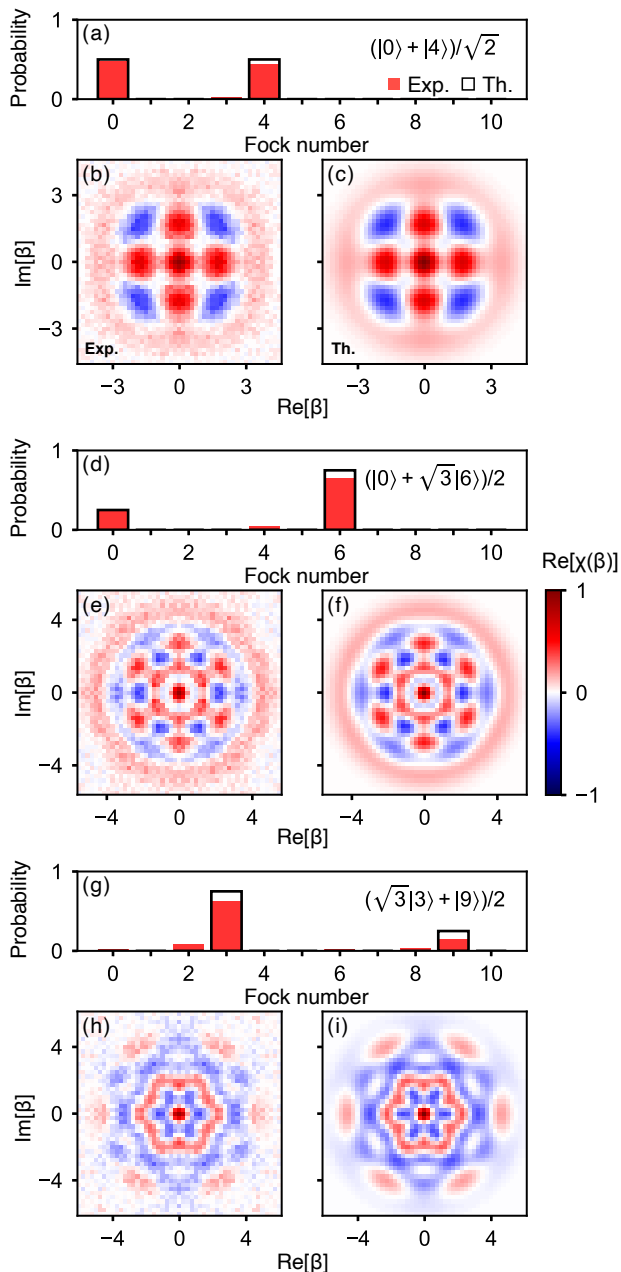 (a)
(|0⟩ + |4⟩)/√2
Exp. Th.
Probability
1
0
0 2 4 6 8 10
Fock number
(b) (c)
Im[β]
3
0
−3
Exp. Th.
−3 0 3 −3 0 3
Re[β]
(d)
(|0⟩ + √3|6⟩)/2
Probability
1
0
0 2 4 6 8 10
Fock number
Re[χ(β)]
1
0
−1
(e) (f)
Im[β]
4
0
−4
−4 0 4 −4 0 4
Re[β]
(g)
(√3|3⟩ + |9⟩)/2
Probability
1
0
0 2 4 6 8 10
Fock number
(h) (i)
Im[β]
4
0
−4
−4 0 4 −4 0 4
Re[β]